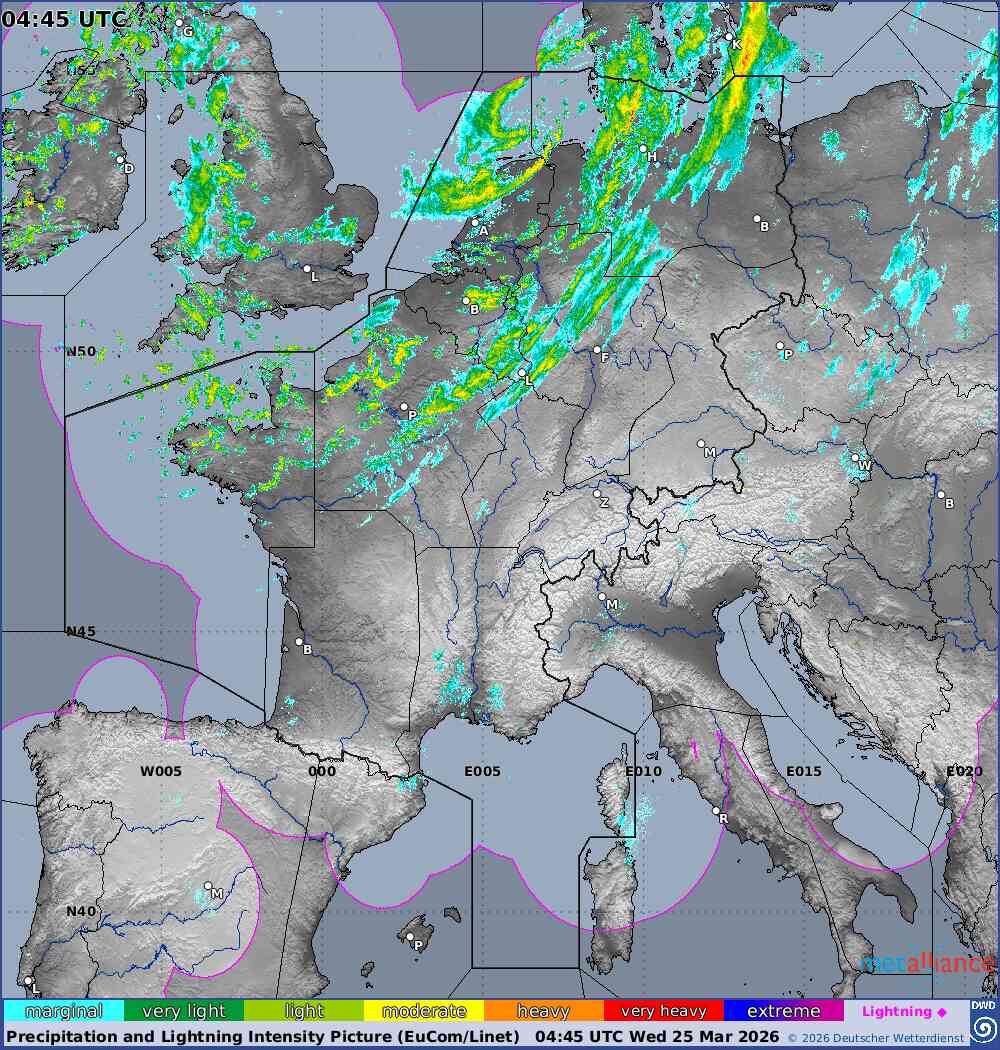 04:45 UTC
G
K
N55
D
H
A
B
L
B
N50
F
P
L
P
M
W
Z
B
M
N45
B
W005
000
E005
E010
E015
E020
R
M
N40
P
L
metalliance
marginal very light light moderate heavy very heavy extreme Lightning ◆
DWD
Precipitation and Lightning Intensity Picture (EuCom/Linet) 04:45 UTC Wed 25 Mar 2026 © 2026 Deutscher Wetterdienst